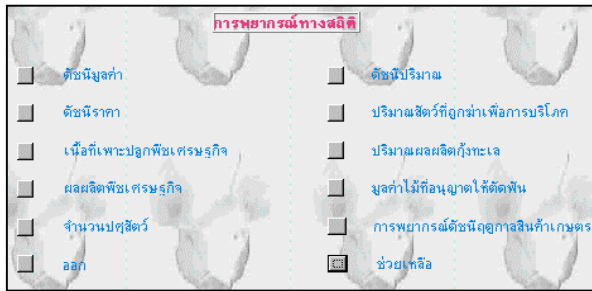 การพยากรณ์ทางสถิติ
ดัชนีมูลค่า
ดัชนีราคา
เนื้อที่เพาะปลูกพืชเศรษฐกิจ
ผลผลิตพืชเศรษฐกิจ
จำนวนปศุสัตว์
ออก
ดัชนีปริมาณ
ปริมาณสัตว์ที่ถูกฆ่าเพื่อการบริโภค
ปริมาณผลผลิตกุ้งทะเล
มูลค่าไม้ที่อนุญาตให้ตัดฟัน
การพยากรณ์ดัชนีฤดูกาลสินค้าเกษตร
ช่วยเหลือ